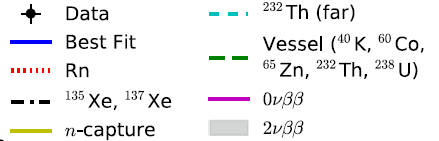 Data
Best Fit
Rn
¹³⁵Xe, ¹³⁷Xe
n-capture
²³²Th (far)
Vessel (⁴⁰K, ⁶⁰Co,
⁶⁵Zn, ²³²Th, ²³⁸U)
0νββ
2νββ